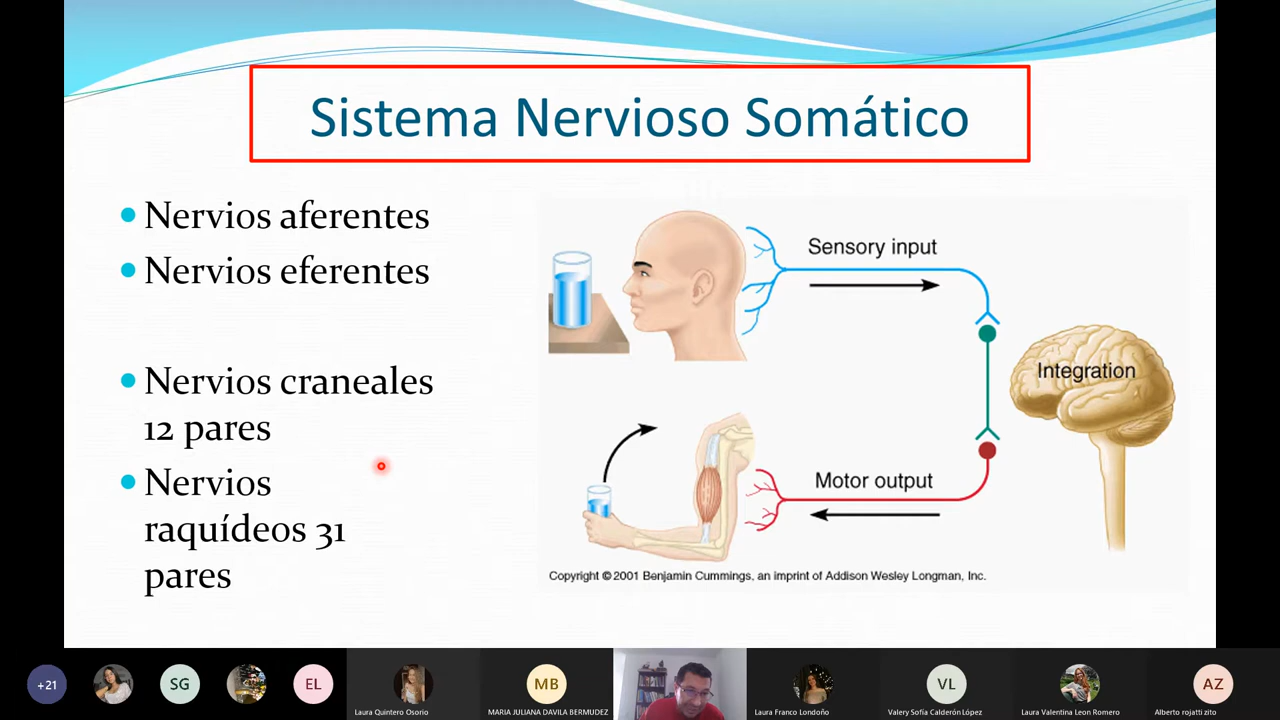 Sistema Nervioso Somático
Nervios aferentes
Nervios eferentes
Nervios craneales
12 pares
Nervios
raquídeos 31
pares
Sensory input
Integration
Motor output
Copyright © 2001 Benjamin Cummings, an imprint of Addison Wesley Longman, Inc.
+21
SG
EL
Laura Quintero Osorio
MB
MARIA JULIANA DAVILA BERMUDEZ
Laura Franco Londoño
VL
Valery Sofía Calderón López
Laura Valentina Leon Romero
AZ
Alberto rojatti zito